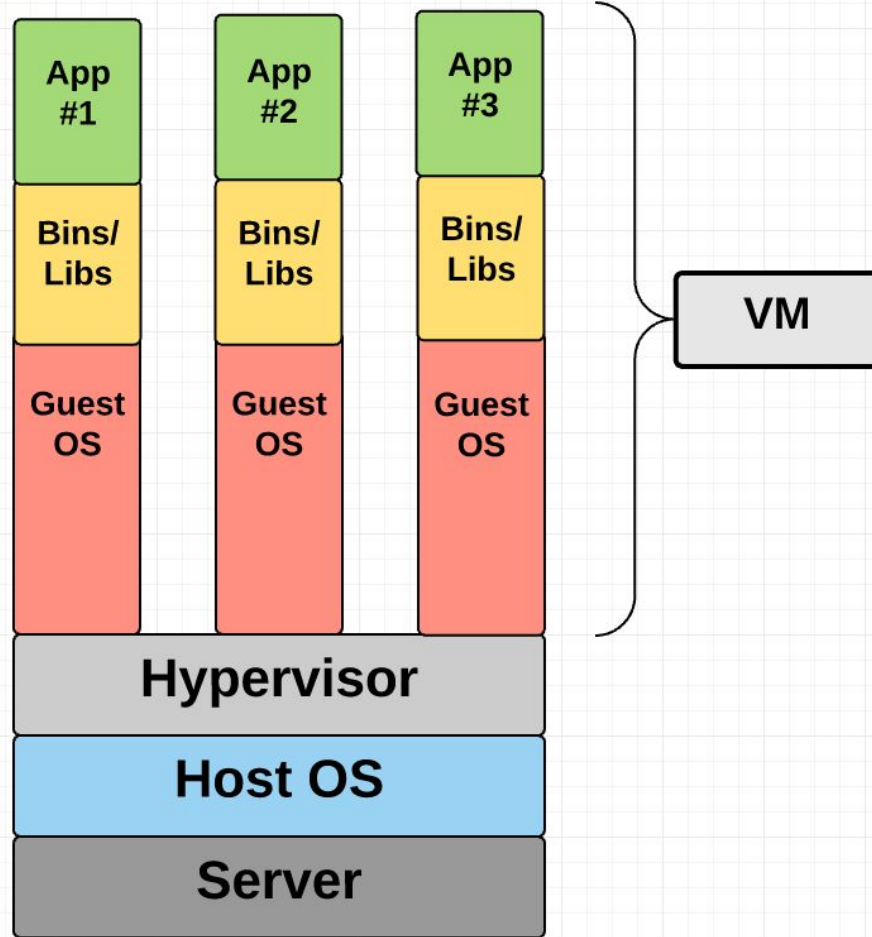 App
#1
App
#2
App
#3
Bins/
Libs
Bins/
Libs
Bins/
Libs
Guest
OS
Guest
OS
Guest
OS
VM
Hypervisor
Host OS
Server